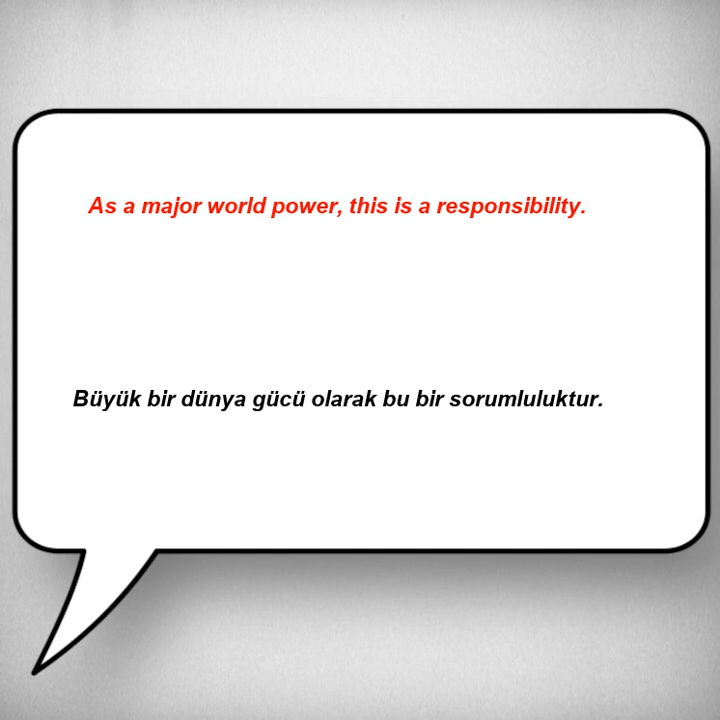 As a major world power, this is a responsibility.
Büyük bir dünya gücü olarak bu bir sorumluluktur.